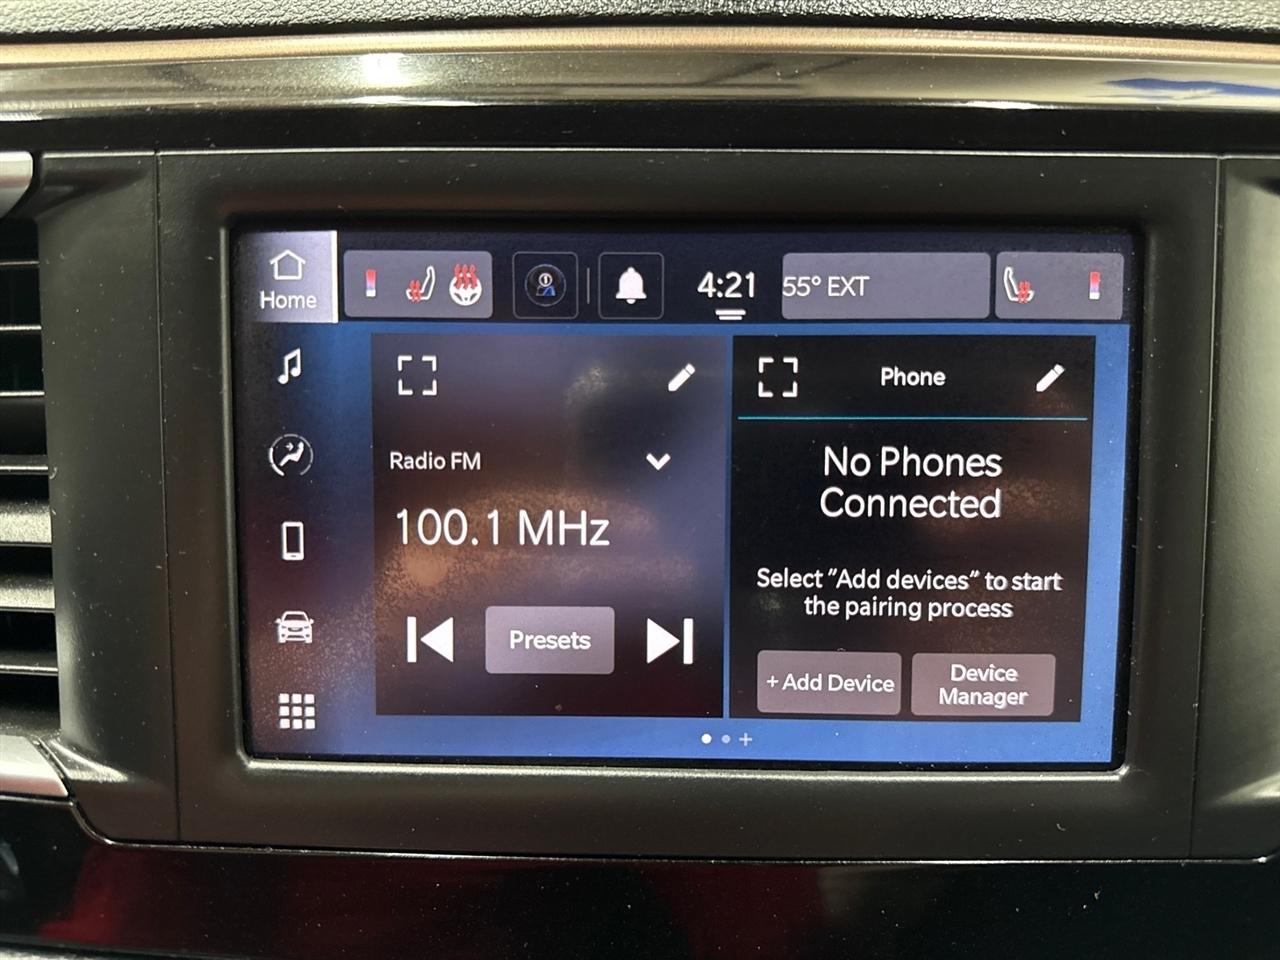 Home
4:21
55° EXT
Radio FM
100.1 MHz
Presets
Phone
No Phones
Connected
Select "Add devices" to start
the pairing process
+ Add Device
Device
Manager